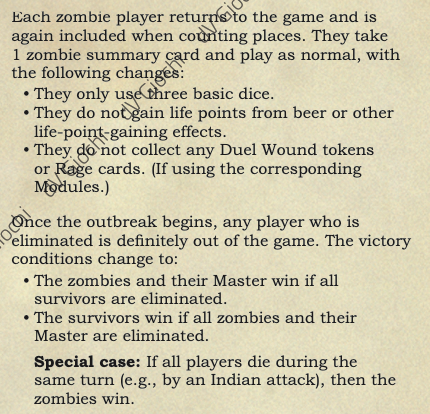 Each zombie player returns to the game and is
again included when counting places. They take
1 zombie summary card and play as normal, with
the following changes:
• They only use three basic dice.
• They do not gain life points from beer or other
life-point-gaining effects.
• They do not collect any Duel Wound tokens
or Rage cards. (If using the corresponding
Modules.)
Once the outbreak begins, any player who is
eliminated is definitely out of the game. The victory
conditions change to:
• The zombies and their Master win if all
survivors are eliminated.
• The survivors win if all zombies and their
Master are eliminated.
Special case: If all players die during the
same turn (e.g., by an Indian attack), then the
zombies win.